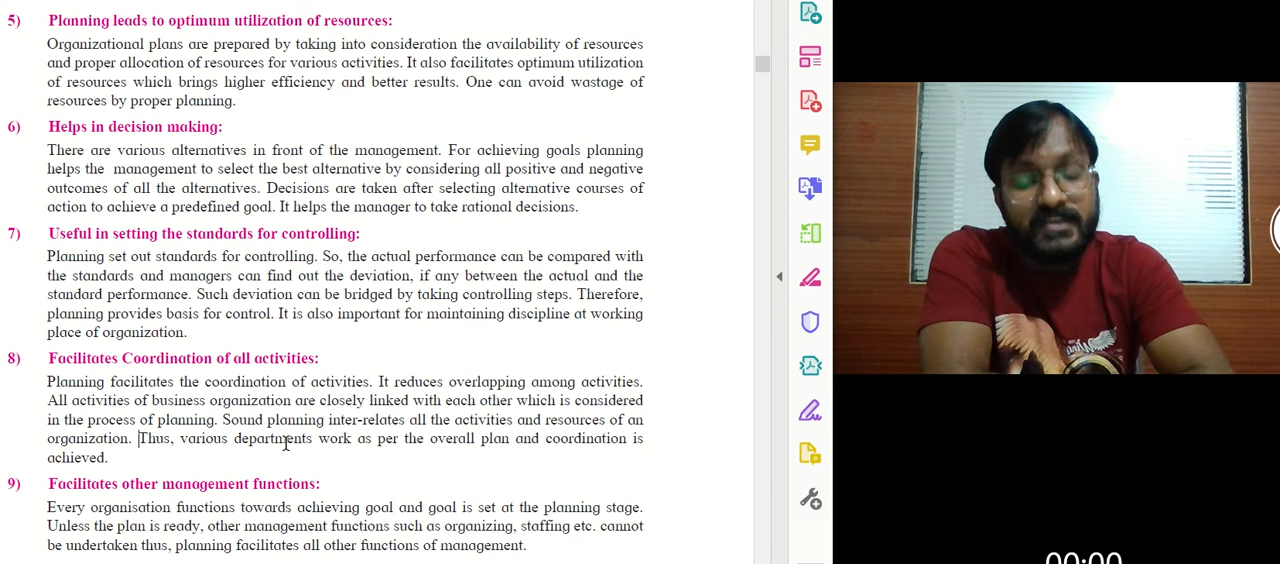 5) Planning leads to optimum utilization of resources:
Organizational plans are prepared by taking into consideration the availability of resources
and proper allocation of resources for various activities. It also facilitates optimum utilization
of resources which brings higher efficiency and better results. One can avoid wastage of
resources by proper planning.
6) Helps in decision making:
There are various alternatives in front of the management. For achieving goals planning
helps the management to select the best alternative by considering all positive and negative
outcomes of all the alternatives. Decisions are taken after selecting alternative courses of
action to achieve a predefined goal. It helps the manager to take rational decisions.
7) Useful in setting the standards for controlling:
Planning set out standards for controlling. So, the actual performance can be compared with
the standards and managers can find out the deviation, if any between the actual and the
standard performance. Such deviation can be bridged by taking controlling steps. Therefore,
planning provides basis for control. It is also important for maintaining discipline at working
place of organization.
8) Facilitates Coordination of all activities:
Planning facilitates the coordination of activities. It reduces overlapping among activities.
All activities of business organization are closely linked with each other which is considered
in the process of planning. Sound planning inter-relates all the activities and resources of an
organization. Thus, various departments work as per the overall plan and coordination is
achieved.
9) Facilitates other management functions:
Every organisation functions towards achieving goal and goal is set at the planning stage.
Unless the plan is ready, other management functions such as organizing, staffing etc. cannot
be undertaken thus, planning facilitates all other functions of management.
00:00